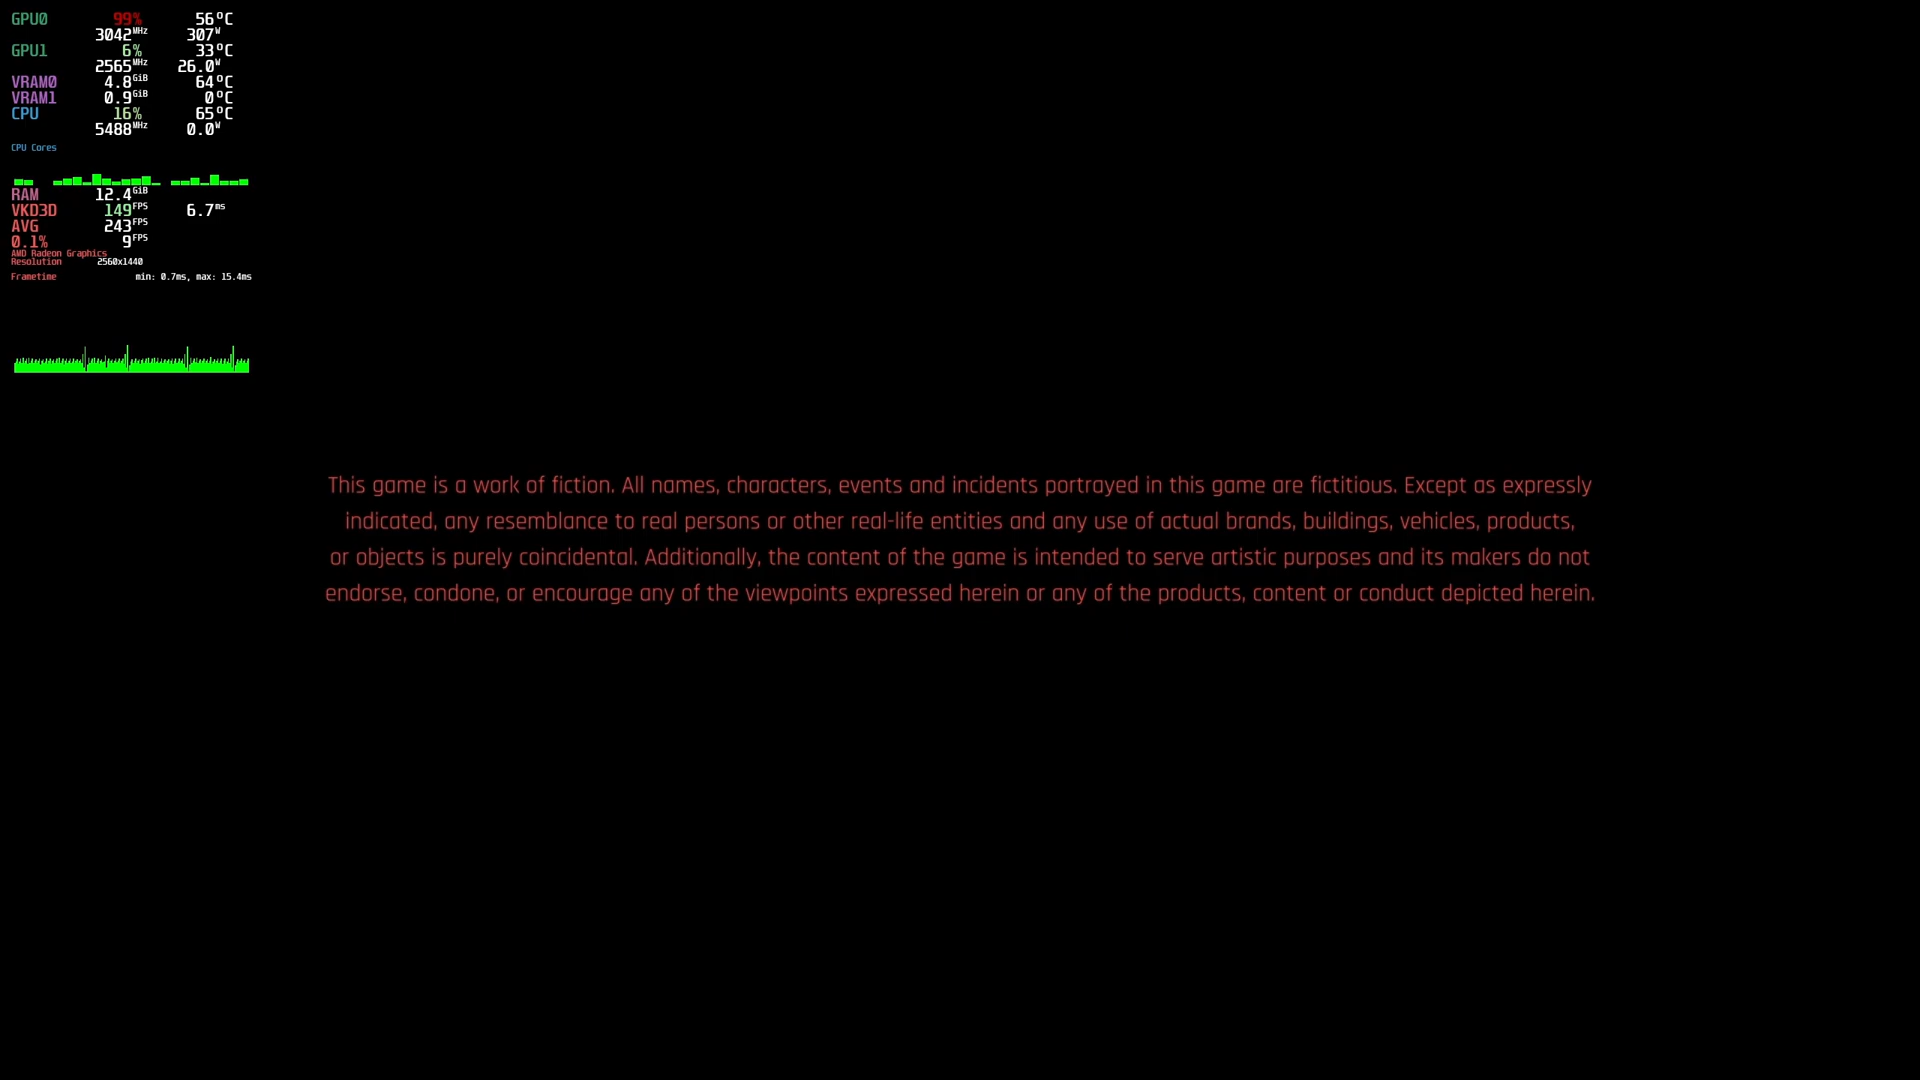 GPU0 99% 56°C
3042MHz 307W
GPU1 6% 33°C
2565MHz 26.0W
VRAM0 4.8GiB 64°C
VRAM1 0.9GiB 0°C
CPU 16% 65°C
5488MHz 0.0W
CPU Cores
RAM 12.4GiB
VKD3D 149FPS 6.7ms
AVG 243FPS
0.1% 9FPS
AMD Radeon Graphics
Resolution 2560x1440
Frametime min: 0.7ms, max: 15.4ms
This game is a work of fiction. All names, characters, events and incidents portrayed in this game are fictitious. Except as expressly
indicated, any resemblance to real persons or other real-life entities and any use of actual brands, buildings, vehicles, products,
or objects is purely coincidental. Additionally, the content of the game is intended to serve artistic purposes and its makers do not
endorse, condone, or encourage any of the viewpoints expressed herein or any of the products, content or conduct depicted herein.